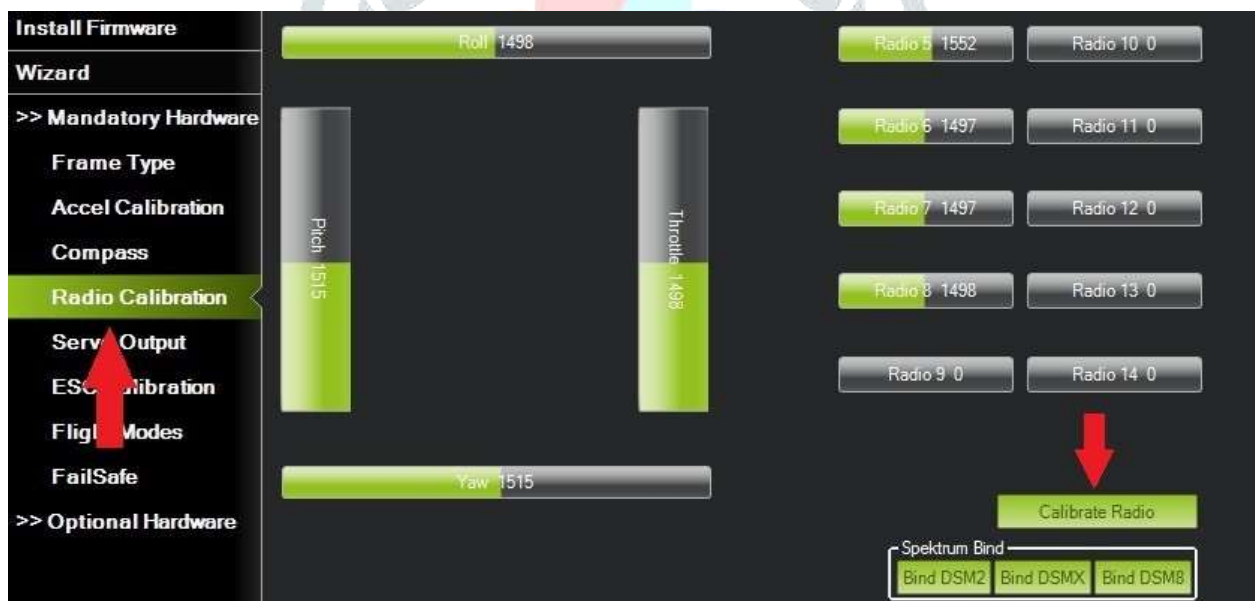 Install Firmware
Wizard
>> Mandatory Hardware
Frame Type
Accel Calibration
Compass
Radio Calibration
Output
Modes
FailSafe
>> Optional Hardware
Roll 1498
Pitch 1515
Throttle 1498
Yaw 1515
Radio 5 1552
Radio 10 0
Radio 6 1497
Radio 11 0
Radio 7 1497
Radio 12 0
Radio 8 1498
Radio 13 0
Radio 9 0
Radio 14 0
Calibrate Radio
Spektrum Bind
Bind DSM2
Bind DSMX
Bind DSM8